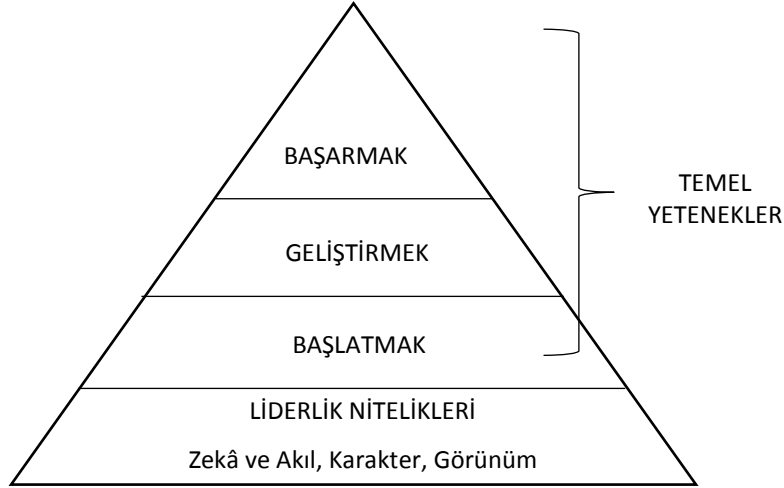 BAŞARMAK
TEMEL
YETENEKLER
GELİŞTİRMEK
BAŞLATMAK
LİDERLİK NİTELİKLERİ
Zekâ ve Akıl, Karakter, Görünüm